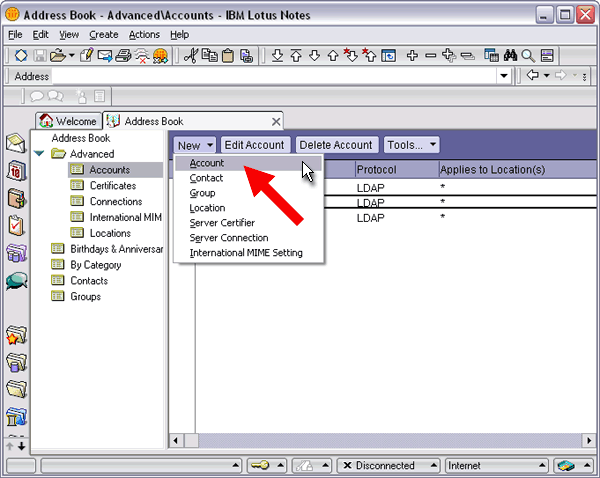 Address Book - Advanced\Accounts - IBM Lotus Notes
File Edit View Create Actions Help
Address
Welcome
Address Book
Address Book
Advanced
Accounts
Certificates
Connections
International MIM
Locations
Birthdays & Anniversar
By Category
Contacts
Groups
New Edit Account Delete Account Tools...
Account
Contact
Group
Location
Server Certifier
Server Connection
International MIME Setting
Protocol Applies to Location(s)
LDAP *
LDAP *
LDAP *
Disconnected
Internet